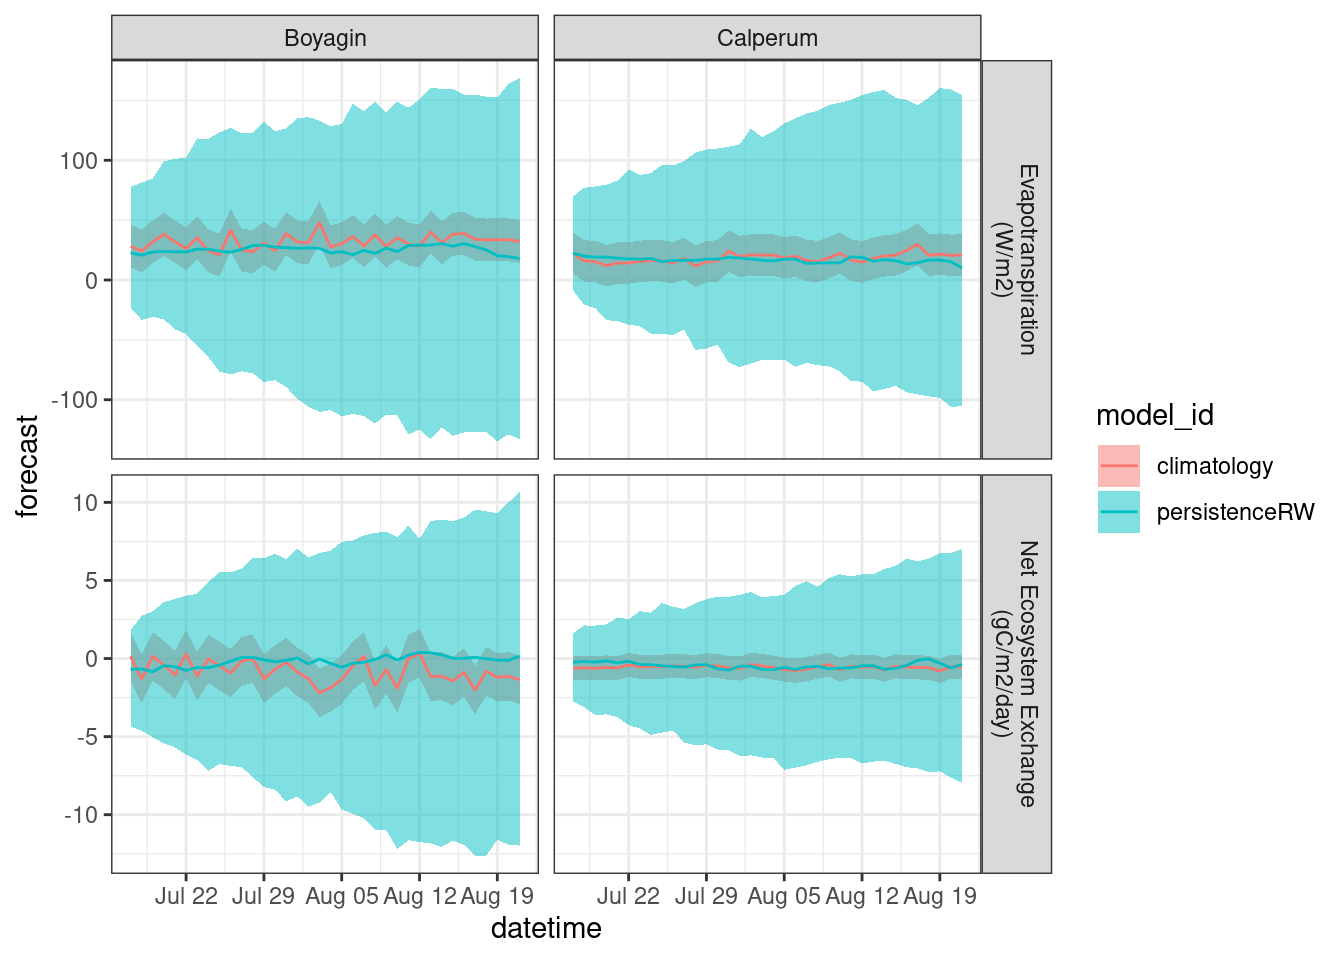 Boyagin
Calperum
100
0
-100
Evapotranspiration
(W/m2)
10
5
0
-5
-10
Net Ecosystem Exchange
(gC/m2/day)
forecast
Jul 22 Jul 29 Aug 05 Aug 12 Aug 19
Jul 22 Jul 29 Aug 05 Aug 12 Aug 19
datetime
model_id
climatology
persistenceRW